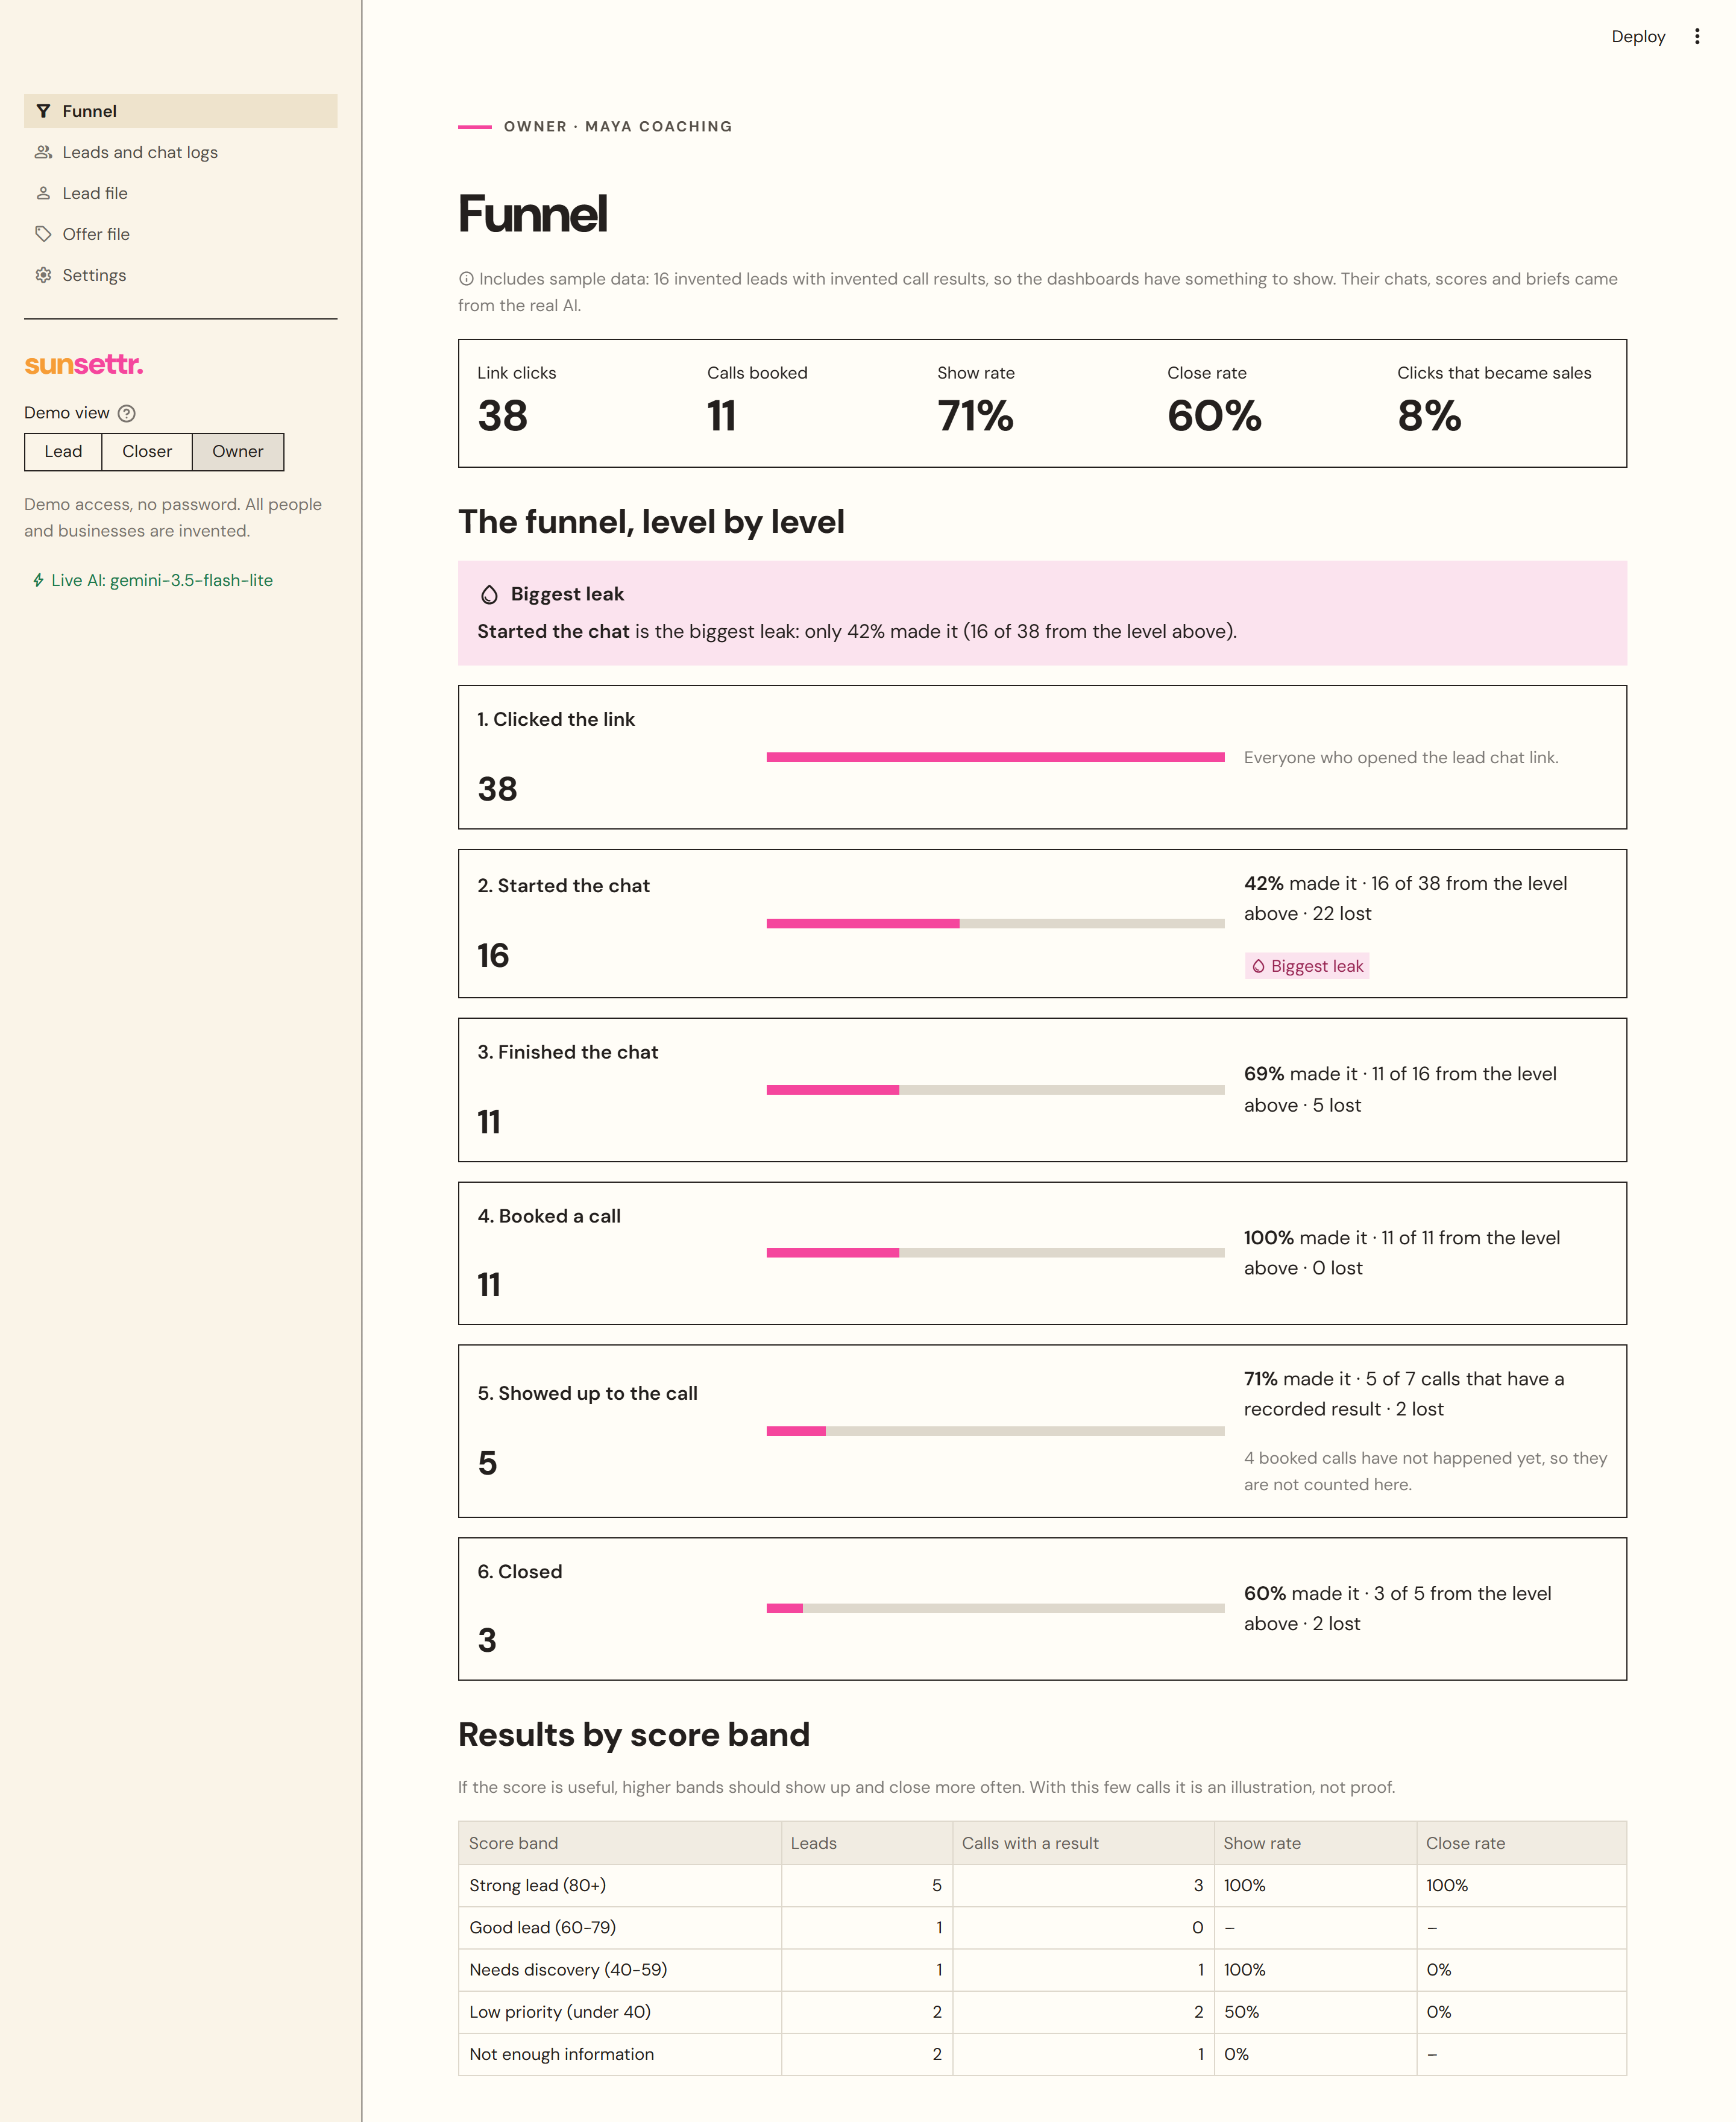 Deploy
Funnel
Leads and chat logs
Lead file
Offer file
Settings
sunsettr.
Demo view
Lead Closer Owner
Demo access, no password. All people
and businesses are invented.
Live AI: gemini-3.5-flash-lite
OWNER · MAYA COACHING
Funnel
Includes sample data: 16 invented leads with invented call results, so the dashboards have something to show. Their chats, scores and briefs came
from the real AI.
Link clicks Calls booked Show rate Close rate Clicks that became sales
38 11 71% 60% 8%
The funnel, level by level
Biggest leak
Started the chat is the biggest leak: only 42% made it (16 of 38 from the level above).
1. Clicked the link
38
Everyone who opened the lead chat link.
2. Started the chat
16
42% made it · 16 of 38 from the level
above · 22 lost
Biggest leak
3. Finished the chat
11
69% made it · 11 of 16 from the level
above · 5 lost
4. Booked a call
11
100% made it · 11 of 11 from the level
above · 0 lost
5. Showed up to the call
5
71% made it · 5 of 7 calls that have a
recorded result · 2 lost
4 booked calls have not happened yet, so they
are not counted here.
6. Closed
3
60% made it · 3 of 5 from the level
above · 2 lost
Results by score band
If the score is useful, higher bands should show up and close more often. With this few calls it is an illustration, not proof.
Score band Leads Calls with a result Show rate Close rate
Strong lead (80+) 5 3 100% 100%
Good lead (60-79) 1 0 – –
Needs discovery (40-59) 1 1 100% 0%
Low priority (under 40) 2 2 50% 0%
Not enough information 2 1 0% –